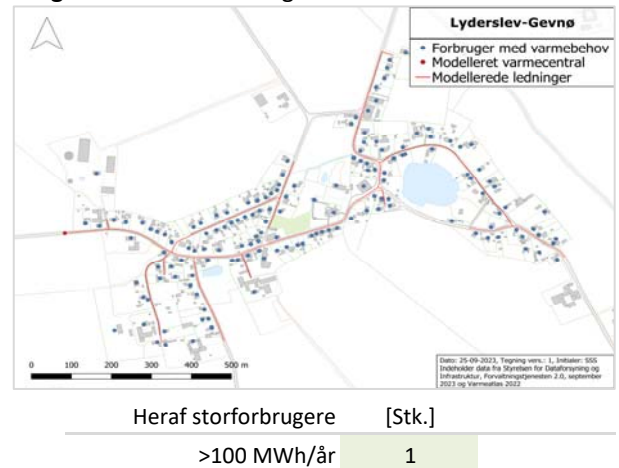 Lyderslev-Gevnø
Forbruger med varmebehov
Modelleret varmecentral
Modellerede ledninger
0 100 200 300 400 500 m
Dato: 25-09-2023, Tegning vers.: 1, Initialer: SSS
Indeholder data fra Styrelsen for Dataforsyning og
Infrastruktur, Forvaltningstjenesten 2.0, september
2023 og Varmeatlas 2022
Heraf storforbrugere [Stk.]
>100 MWh/år 1